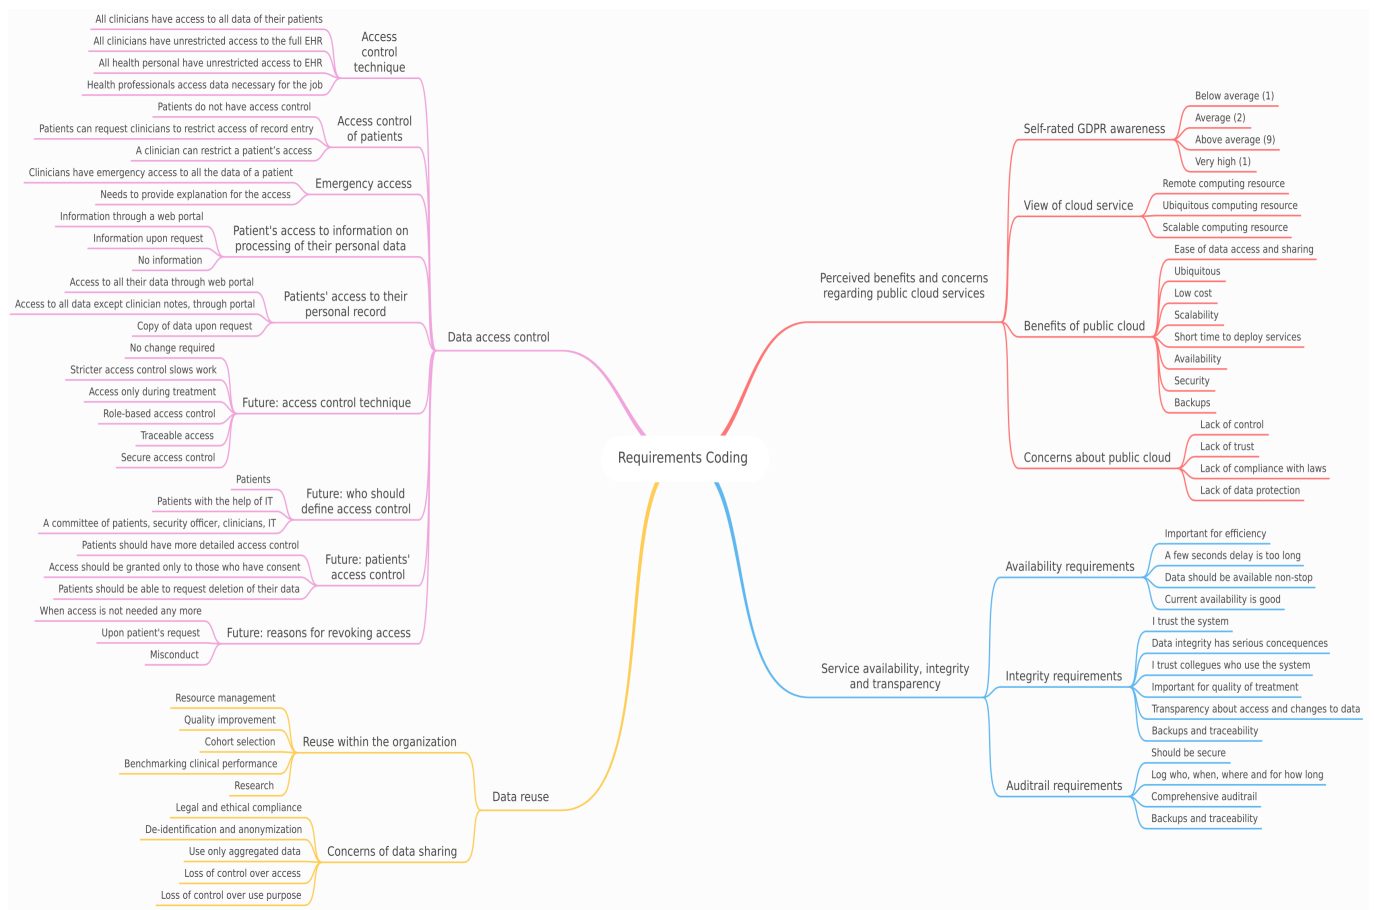 Requirements Coding
Data access control
Access
control
technique
All clinicians have access to all data of their patients
All clinicians have unrestricted access to the full EHR
All health personal have unrestricted access to EHR
Health professionals access data necessary for the job
Access control
of patients
Patients do not have access control
Patients can request clinicians to restrict access of record entry
A clinician can restrict a patient's access
Emergency access
Clinicians have emergency access to all the data of a patient
Needs to provide explanation for the access
Patient's access to information on
processing of their personal data
Information through a web portal
Information upon request
No information
Patients' access to their
personal record
Access to all their data through web portal
Access to all data except clinician notes, through portal
Copy of data upon request
Future: access control technique
No change required
Stricter access control slows work
Access only during treatment
Role-based access control
Traceable access
Secure access control
Future: who should
define access control
Patients
Patients with the help of IT
A committee of patients, security officer, clinicians, IT
Future: patients'
access control
Patients should have more detailed access control
Access should be granted only to those who have consent
Patients should be able to request deletion of their data
Future: reasons for revoking access
When access is not needed any more
Upon patient's request
Misconduct
Data reuse
Reuse within the organization
Resource management
Quality improvement
Cohort selection
Benchmarking clinical performance
Research
Concerns of data sharing
Legal and ethical compliance
De-identification and anonymization
Use only aggregated data
Loss of control over access
Loss of control over use purpose
Perceived benefits and concerns
regarding public cloud services
Self-rated GDPR awareness
Below average (1)
Average (2)
Above average (9)
Very high (1)
View of cloud service
Remote computing resource
Ubiquitous computing resource
Scalable computing resource
Benefits of public cloud
Ease of data access and sharing
Ubiquitous
Low cost
Scalability
Short time to deploy services
Availability
Security
Backups
Concerns about public cloud
Lack of control
Lack of trust
Lack of compliance with laws
Lack of data protection
Service availability, integrity
and transparency
Availability requirements
Important for efficiency
A few seconds delay is too long
Data should be available non-stop
Current availability is good
Integrity requirements
I trust the system
Data integrity has serious concequences
I trust collegues who use the system
Important for quality of treatment
Transparency about access and changes to data
Backups and traceability
Auditrail requirements
Should be secure
Log who, when, where and for how long
Comprehensive auditrail
Backups and traceability